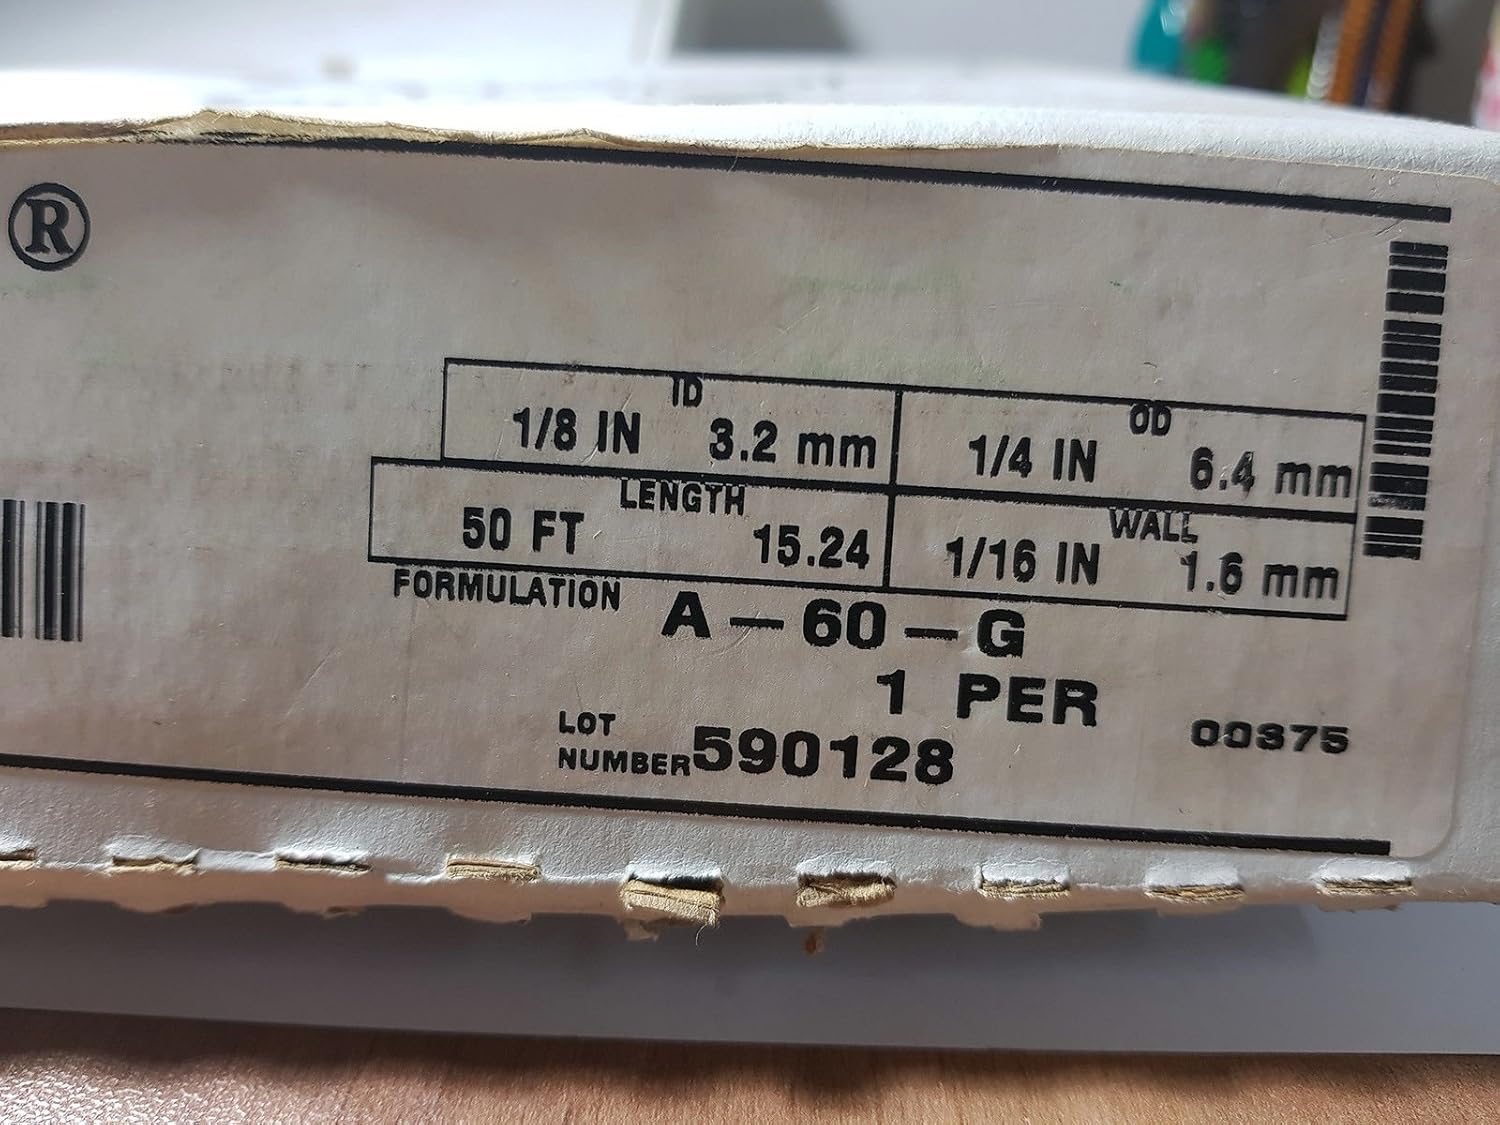 ®
ID
1/8 IN 3.2 mm
OD
1/4 IN 6.4 mm
LENGTH
50 FT 15.24
WALL
1/16 IN 1.6 mm
FORMULATION A-60-G
1 PER
LOT
NUMBER 590128
00375